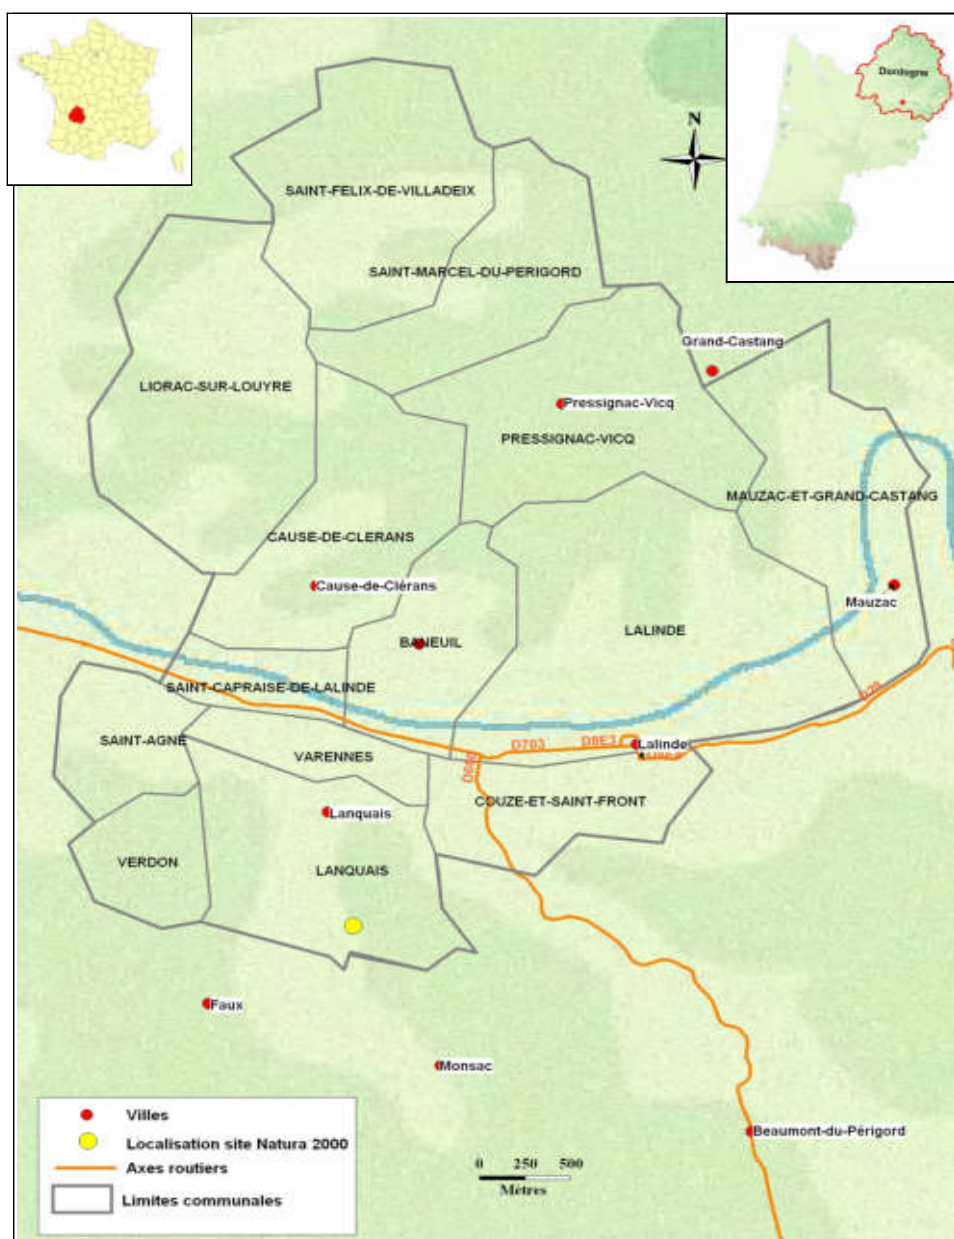 Dordogne
N
SAINT-FELIX-DE-VILLADEIX
SAINT-MARCEL-DU-PERIGORD
Grand-Castang
LIORAC-SUR-LOUYRE
Pressignac-Vicq
PRESSIGNAC-VICQ
MAUZAC-ET-GRAND-CASTANG
CAUSE-DE-CLERANS
Cause-de-Clérans
Mauzac
LALINDE
BANEUIL
SAINT-CAPRAISE-DE-LALINDE
D29
SAINT-AGNE
D703
D8E3
Lalinde
VARENNES
D660
COUZE-ET-SAINT-FRONT
Lanquais
VERDON
LANQUAIS
Faux
Monsac
Beaumont-du-Périgord
Villes
Localisation site Natura 2000
Axes routiers
Limites communales
0 250 500
Mètres